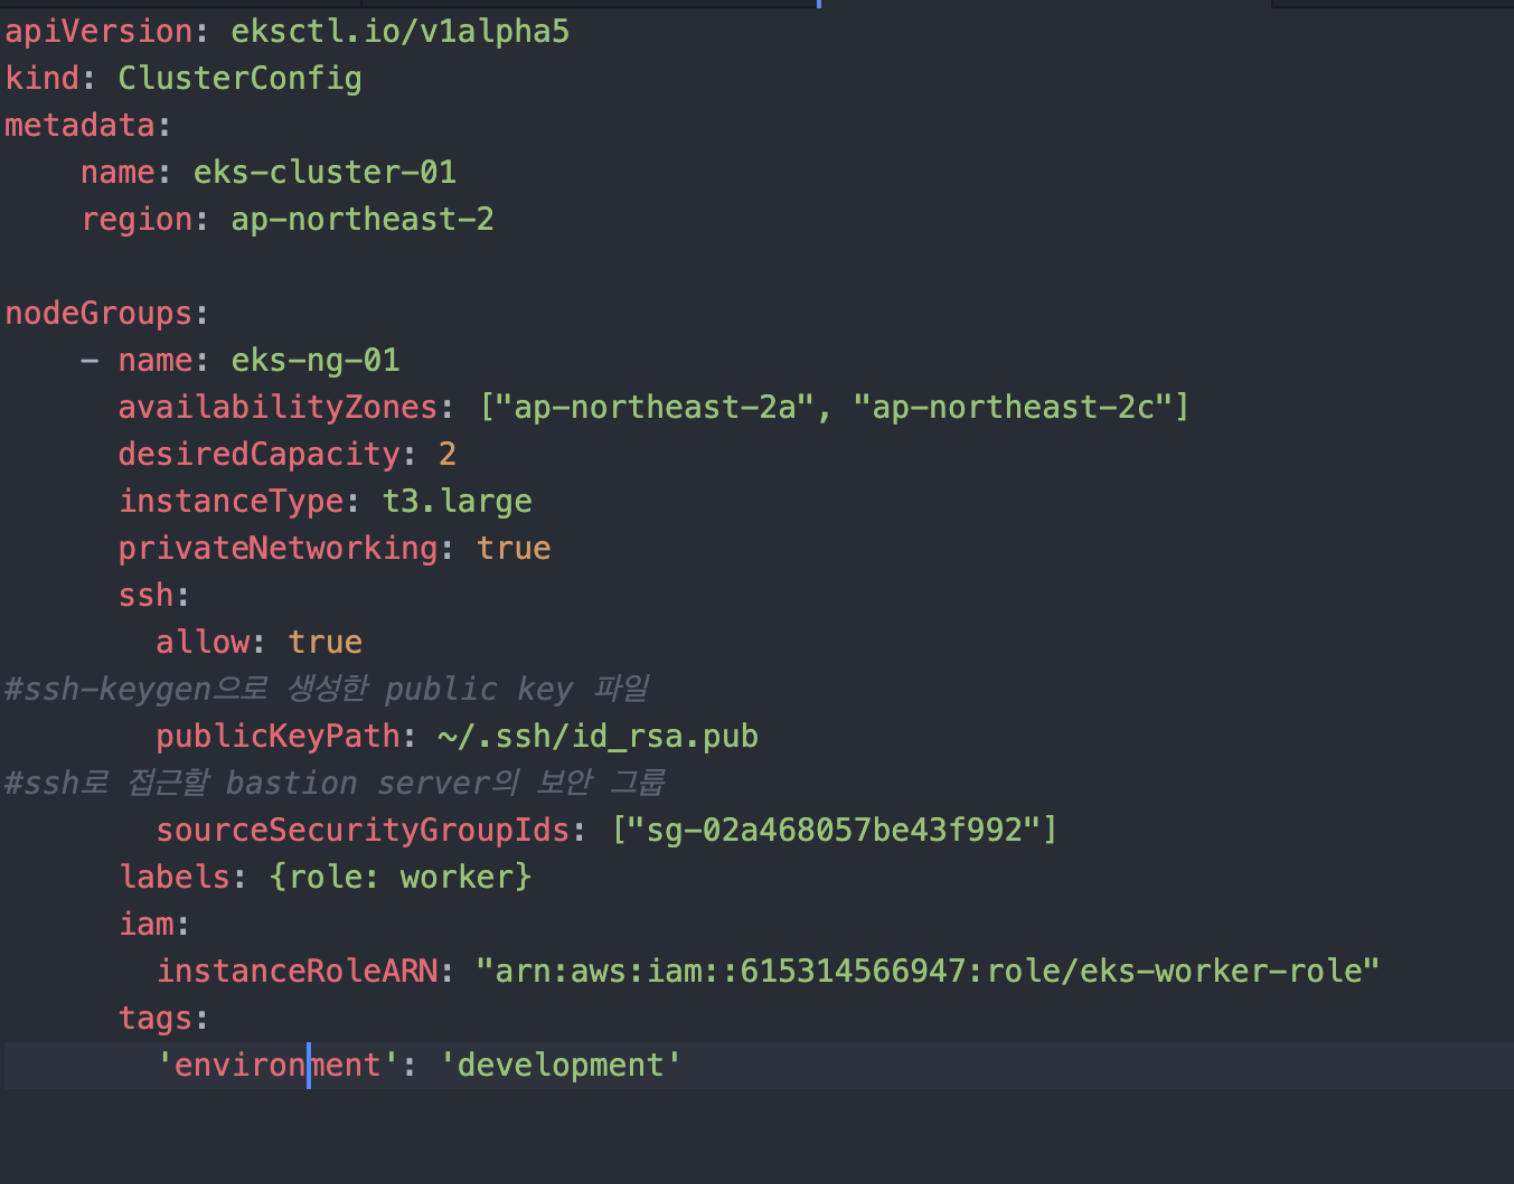 apiVersion: eksctl.io/v1alpha5
kind: ClusterConfig
metadata:
    name: eks-cluster-01
    region: ap-northeast-2

nodeGroups:
    - name: eks-ng-01
      availabilityZones: ["ap-northeast-2a", "ap-northeast-2c"]
      desiredCapacity: 2
      instanceType: t3.large
      privateNetworking: true
      ssh:
        allow: true
#ssh-keygen으로 생성한 public key 파일
        publicKeyPath: ~/.ssh/id_rsa.pub
#ssh로 접근할 bastion server의 보안 그룹
        sourceSecurityGroupIds: ["sg-02a468057be43f992"]
      labels: {role: worker}
      iam:
        instanceRoleARN: "arn:aws:iam::615314566947:role/eks-worker-role"
      tags:
        'environment': 'development'